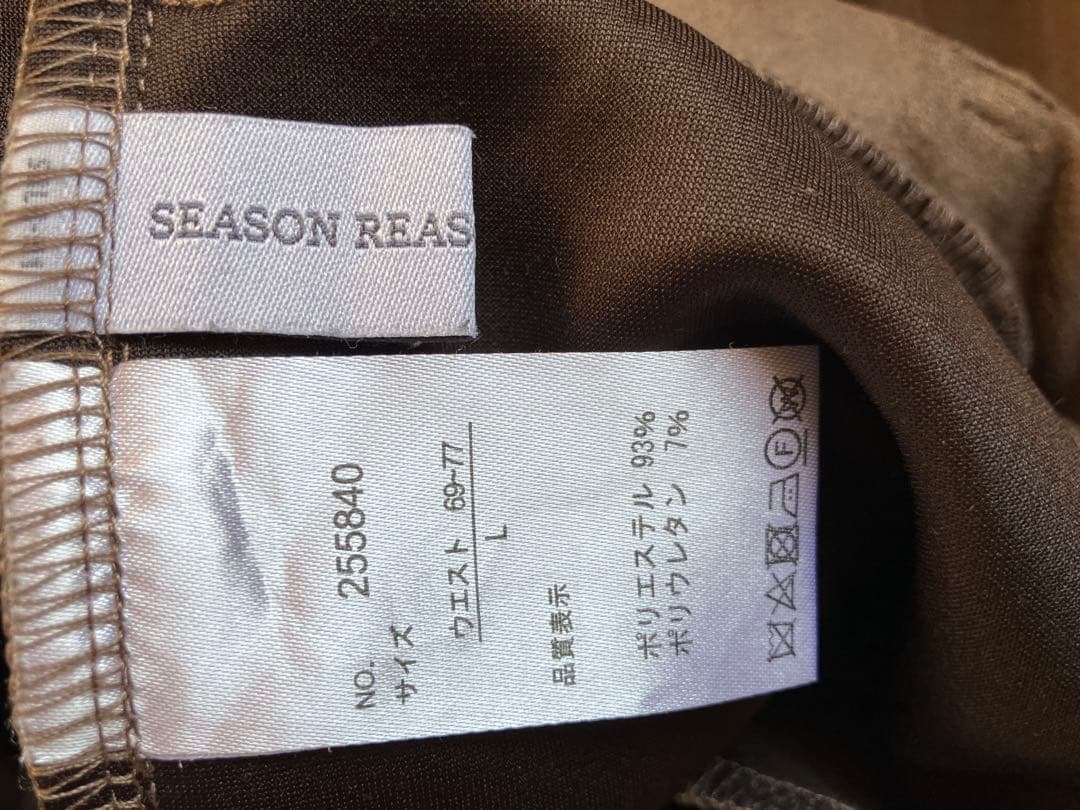 SEASON REAS
NO. 255840
サイズ
ウエスト 69~77
L
品質表示
ポリエステル 93%
ポリウレタン 7%
F W